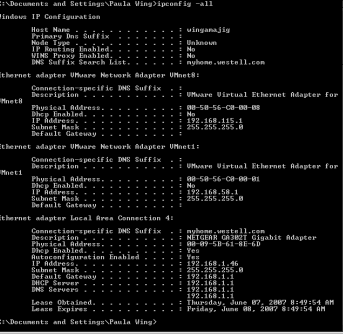 C:\Documents and Settings\Paula Wing>ipconfig -all
Windows IP Configuration
Host Name . . . . . . . . . . . . : wingamajig
Primary Dns Suffix . . . . . . . :
Node Type . . . . . . . . . . . . : Unknown
IP Routing Enabled. . . . . . . . : No
WINS Proxy Enabled. . . . . . . . : No
DNS Suffix Search List. . . . . . : myhome.westell.com
Ethernet adapter VMware Network Adapter VMnet8:
Connection-specific DNS Suffix . :
Description . . . . . . . . . . . : VMware Virtual Ethernet Adapter for
VMnet8
Physical Address. . . . . . . . . : 00-50-56-C0-00-08
Dhcp Enabled. . . . . . . . . . . : No
IP Address. . . . . . . . . . . . : 192.168.115.1
Subnet Mask . . . . . . . . . . . : 255.255.255.0
Default Gateway . . . . . . . . . :
Ethernet adapter VMware Network Adapter VMnet1:
Connection-specific DNS Suffix . :
Description . . . . . . . . . . . : VMware Virtual Ethernet Adapter for
VMnet1
Physical Address. . . . . . . . . : 00-50-56-C0-00-01
Dhcp Enabled. . . . . . . . . . . : No
IP Address. . . . . . . . . . . . : 192.168.58.1
Subnet Mask . . . . . . . . . . . : 255.255.255.0
Default Gateway . . . . . . . . . :
Ethernet adapter Local Area Connection 4:
Connection-specific DNS Suffix . : myhome.westell.com
Description . . . . . . . . . . . : NETGEAR GA302T Gigabit Adapter
Physical Address. . . . . . . . . : 00-09-5B-61-8E-6D
Dhcp Enabled. . . . . . . . . . . : Yes
Autoconfiguration Enabled . . . . : Yes
IP Address. . . . . . . . . . . . : 192.168.1.46
Subnet Mask . . . . . . . . . . . : 255.255.255.0
Default Gateway . . . . . . . . . : 192.168.1.1
DHCP Server . . . . . . . . . . . : 192.168.1.1
DNS Servers . . . . . . . . . . . : 192.168.1.1
192.168.1.1
Lease Obtained. . . . . . . . . . : Thursday, June 07, 2007 8:49:54 AM
Lease Expires . . . . . . . . . . : Friday, June 08, 2007 8:49:54 AM
C:\Documents and Settings\Paula Wing>